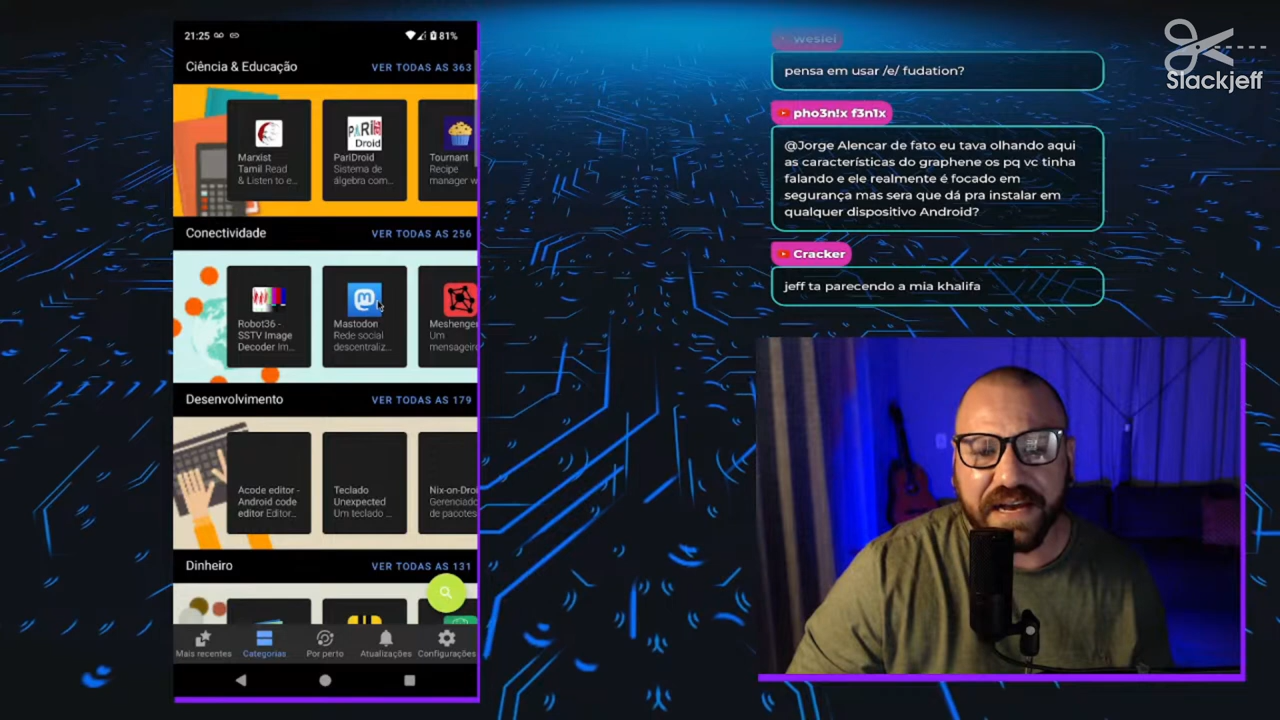 21:25
81%
Ciência & Educação
VER TODAS AS 363
Marxist
Tamil Read
& Listen to e...
PariDroid
Sistema de
álgebra com...
Tournant
Recipe
manager w
Conectividade
VER TODAS AS 256
Robot36 -
SSTV Image
Decoder Im...
Mastodon
Rede social
descentraliz...
Meshenger
Um
mensageiro
Desenvolvimento
VER TODAS AS 179
Acode editor -
Android code
editor Editor...
Teclado
Unexpected
Um teclado ...
Nix-on-Droi
Gerenciado
de pacotes
Dinheiro
VER TODAS AS 131
Mais recentes
Categorias
Por perto
Atualizações
Configurações
wesiel
pensa em usar /e/ fudation?
pho3n!x f3n1x
@Jorge Alencar de fato eu tava olhando aqui
as características do graphene os pq vc tinha
falando e ele realmente é focado em
segurança mas sera que dá pra instalar em
qualquer dispositivo Android?
Cracker
jeff ta parecendo a mia khalifa
Slackjeff